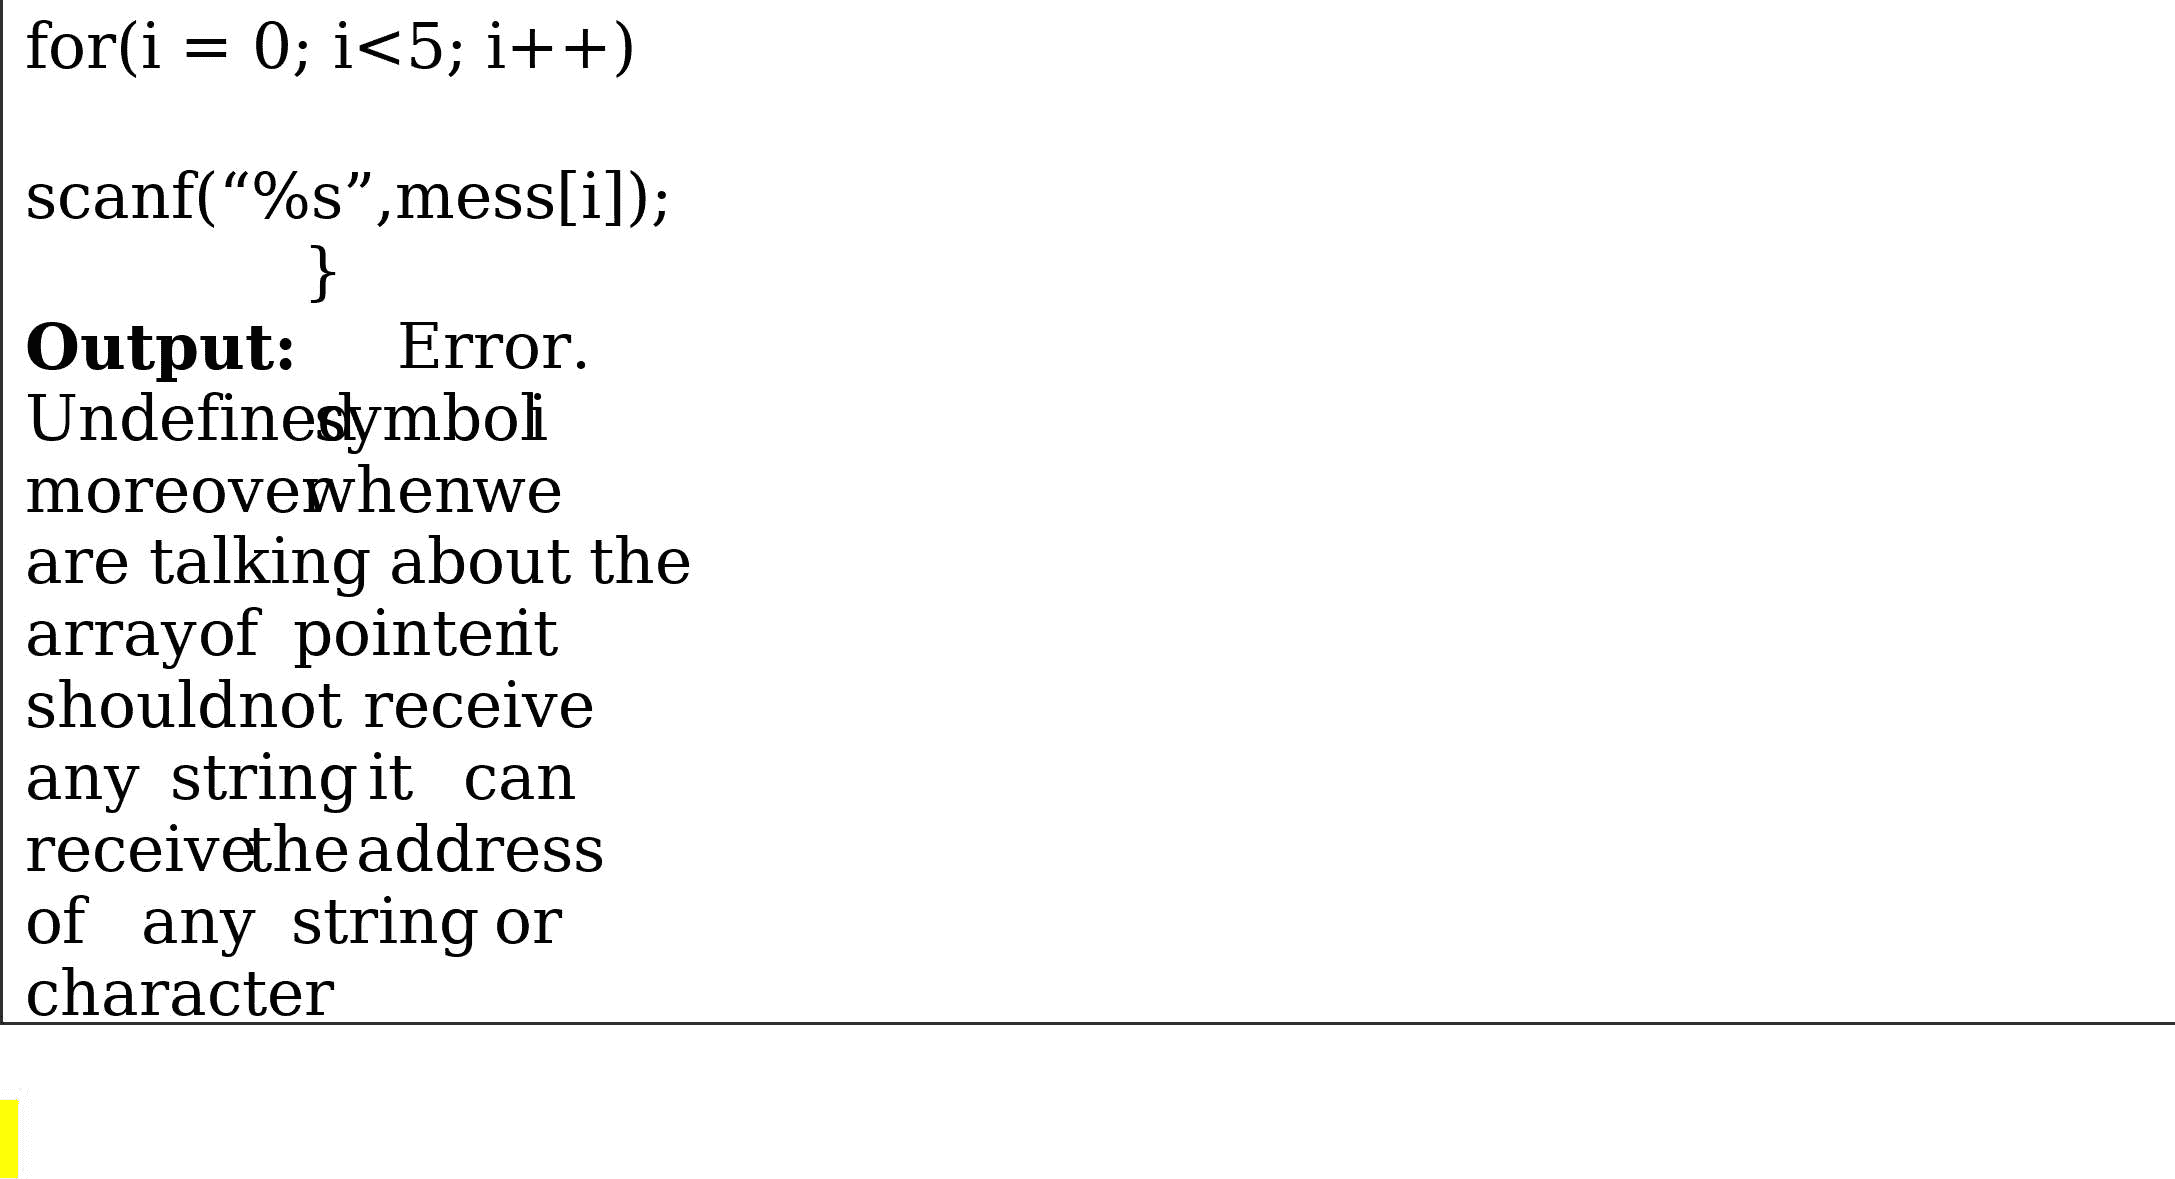 for(i = 0; i<5; i++)
scanf(“%s”,mess[i]);
}
Output: Error.
Undefined symbol i
moreover when we
are talking about the
array of pointer it
should not receive
any string it can
receive the address
of any string or
character